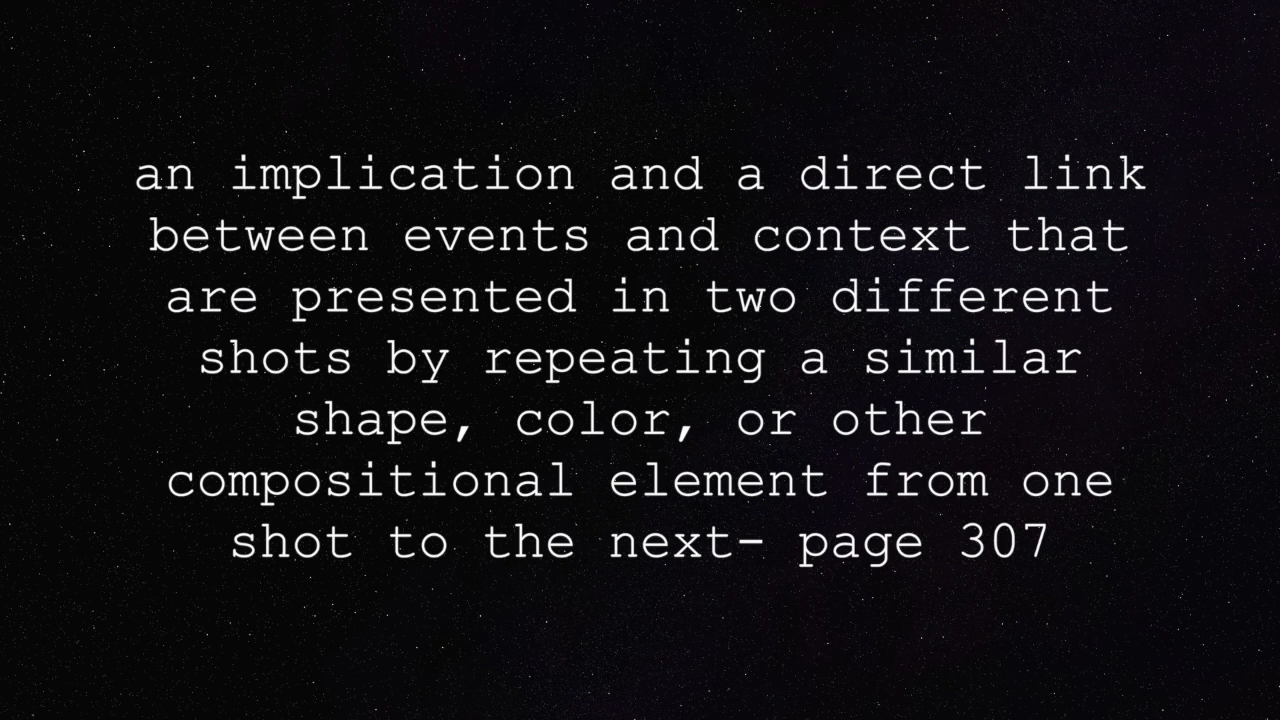 an implication and a direct link
between events and context that
are presented in two different
shots by repeating a similar
shape, color, or other
compositional element from one
shot to the next- page 307